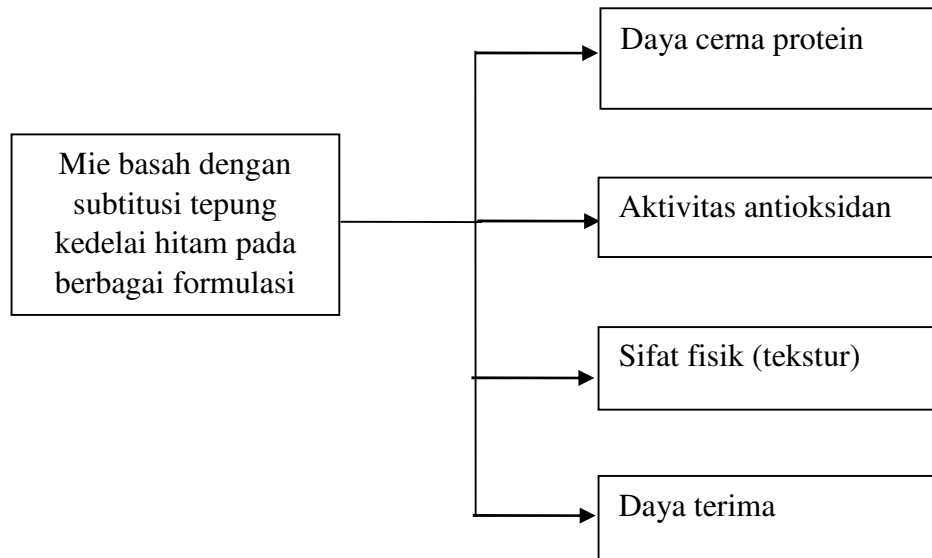 Daya cerna protein
Mie basah dengan
subtitusi tepung
kedelai hitam pada
berbagai formulasi
Aktivitas antioksidan
Sifat fisik (tekstur)
Daya terima